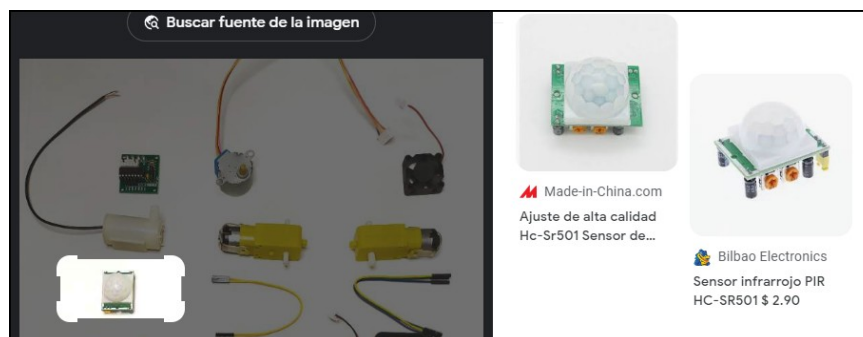 Buscar fuente de la imagen
Made-in-China.com
Ajuste de alta calidad
Hc-Sr501 Sensor de...
Bilbao Electronics
Sensor infrarrojo PIR
HC-SR501 $ 2.90